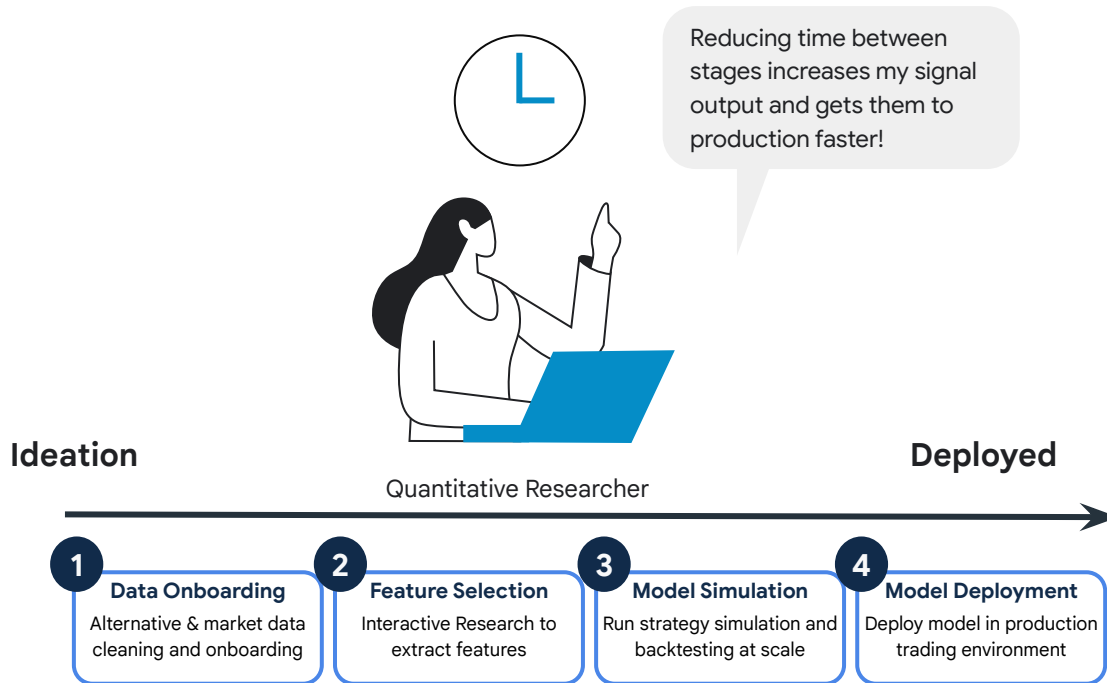 Reducing time between
stages increases my signal
output and gets them to
production faster!
Ideation
Deployed
Quantitative Researcher
1
Data Onboarding
Alternative & market data
cleaning and onboarding
2
Feature Selection
Interactive Research to
extract features
3
Model Simulation
Run strategy simulation and
backtesting at scale
4
Model Deployment
Deploy model in production
trading environment